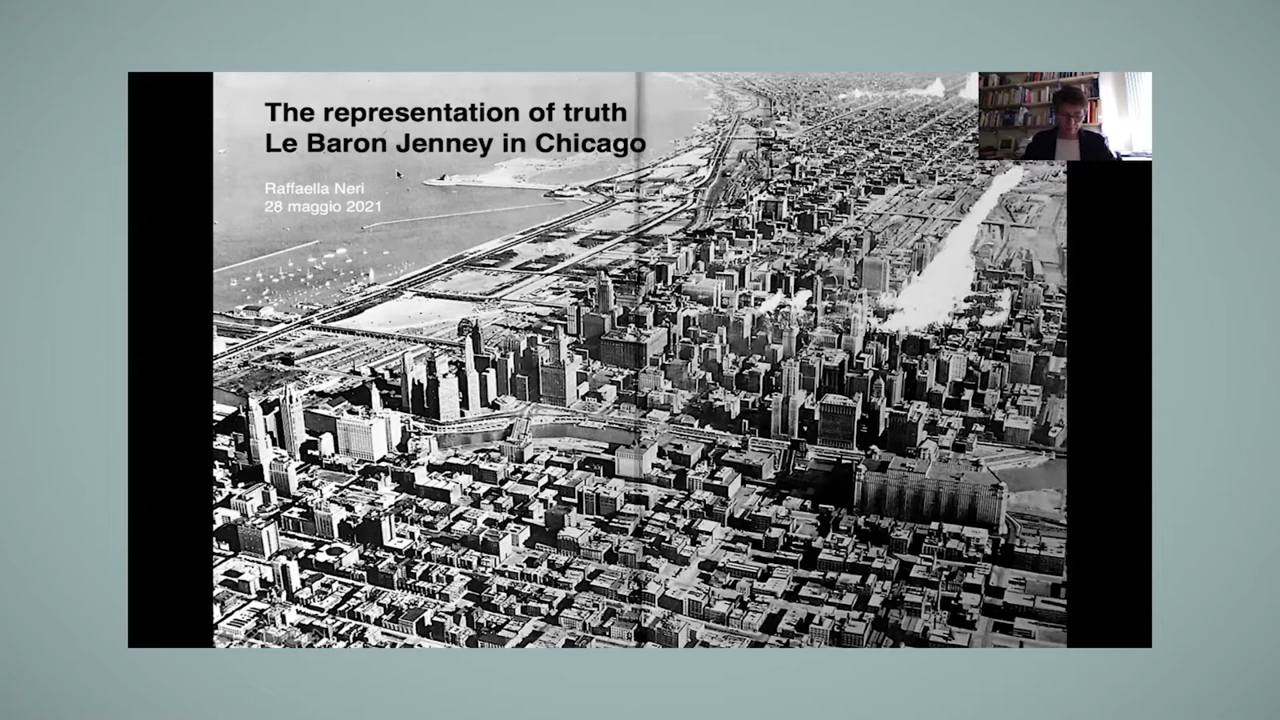 The representation of truth
Le Baron Jenney in Chicago
Raffaella Neri
28 maggio 2021